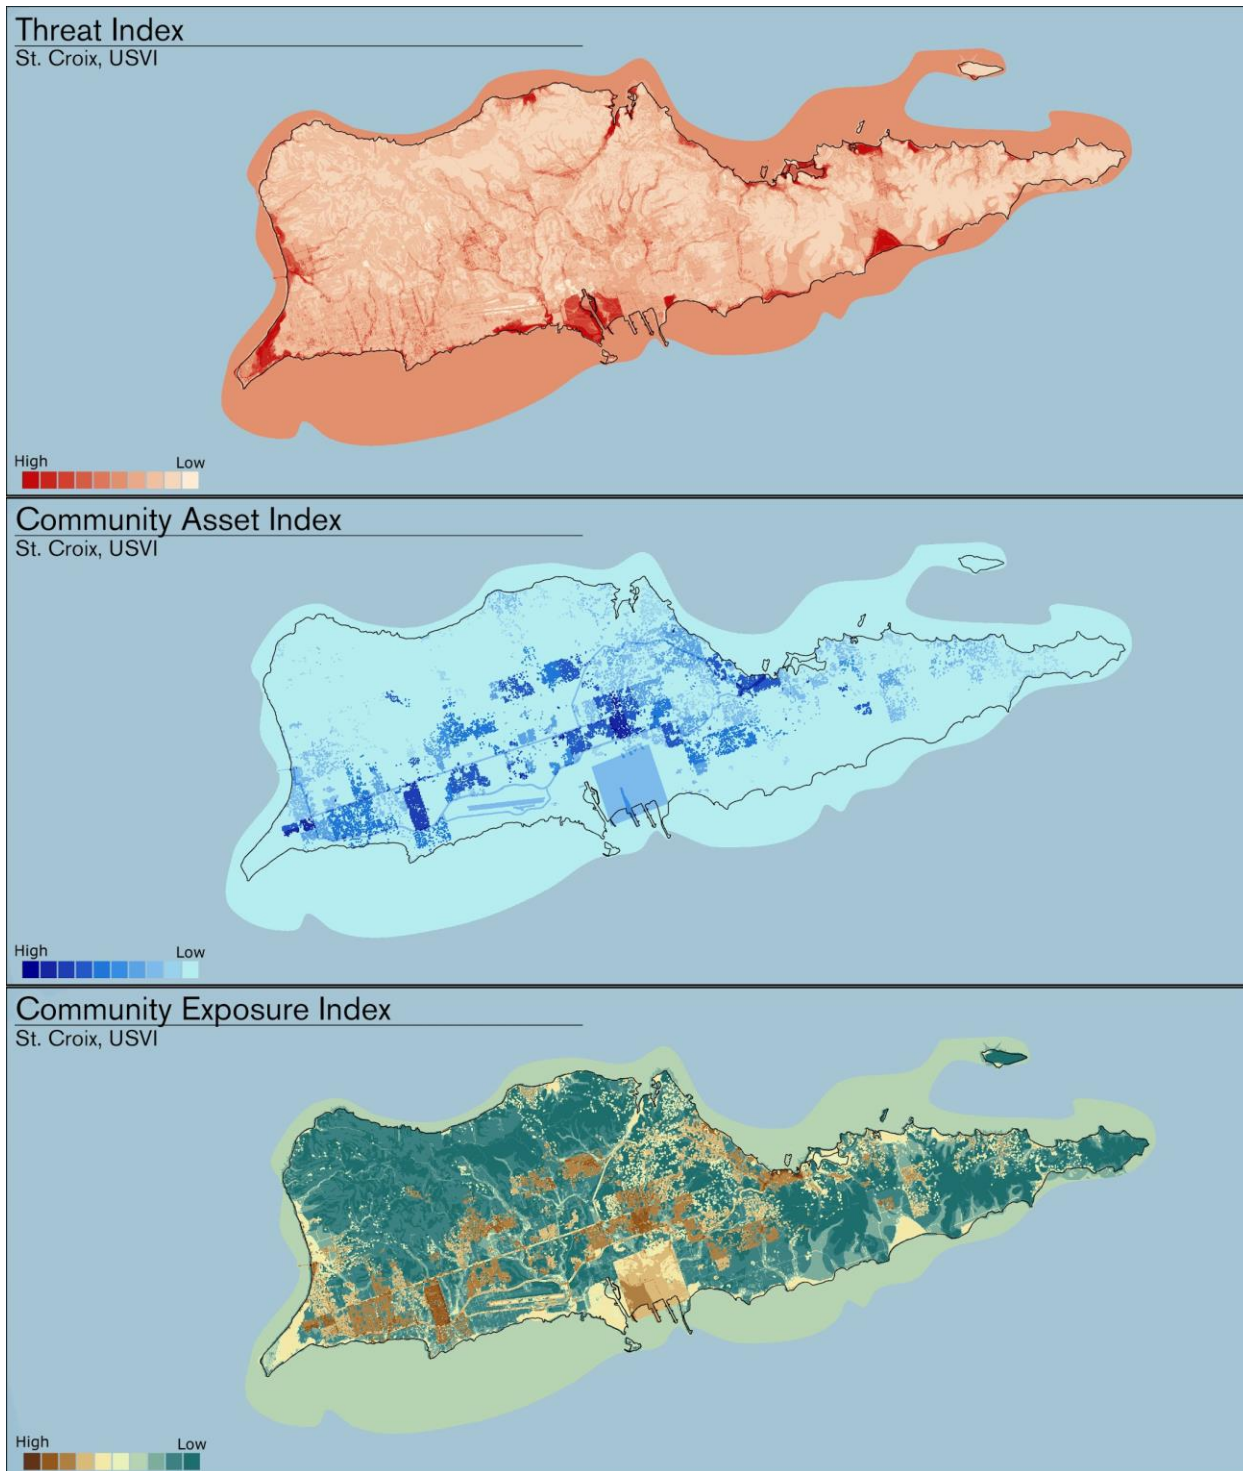 Threat Index
St. Croix, USVI
High Low
Community Asset Index
St. Croix, USVI
High Low
Community Exposure Index
St. Croix, USVI
High Low